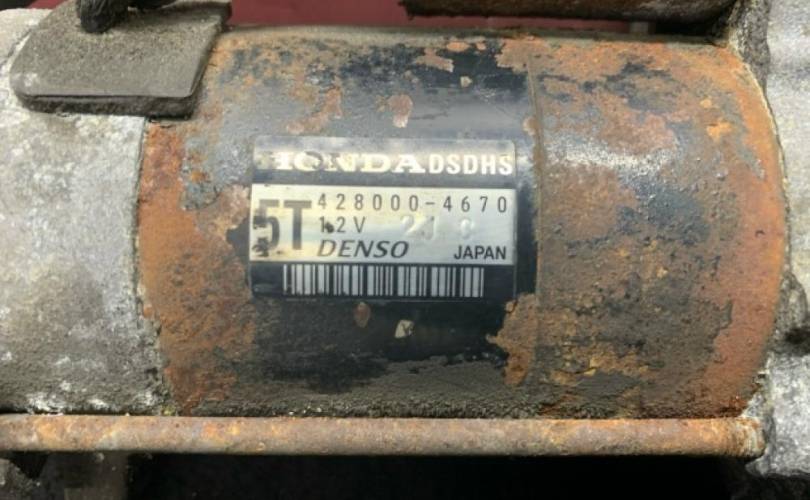 HONDA DSDHS
428000-4670
5T 12V
DENSO JAPAN